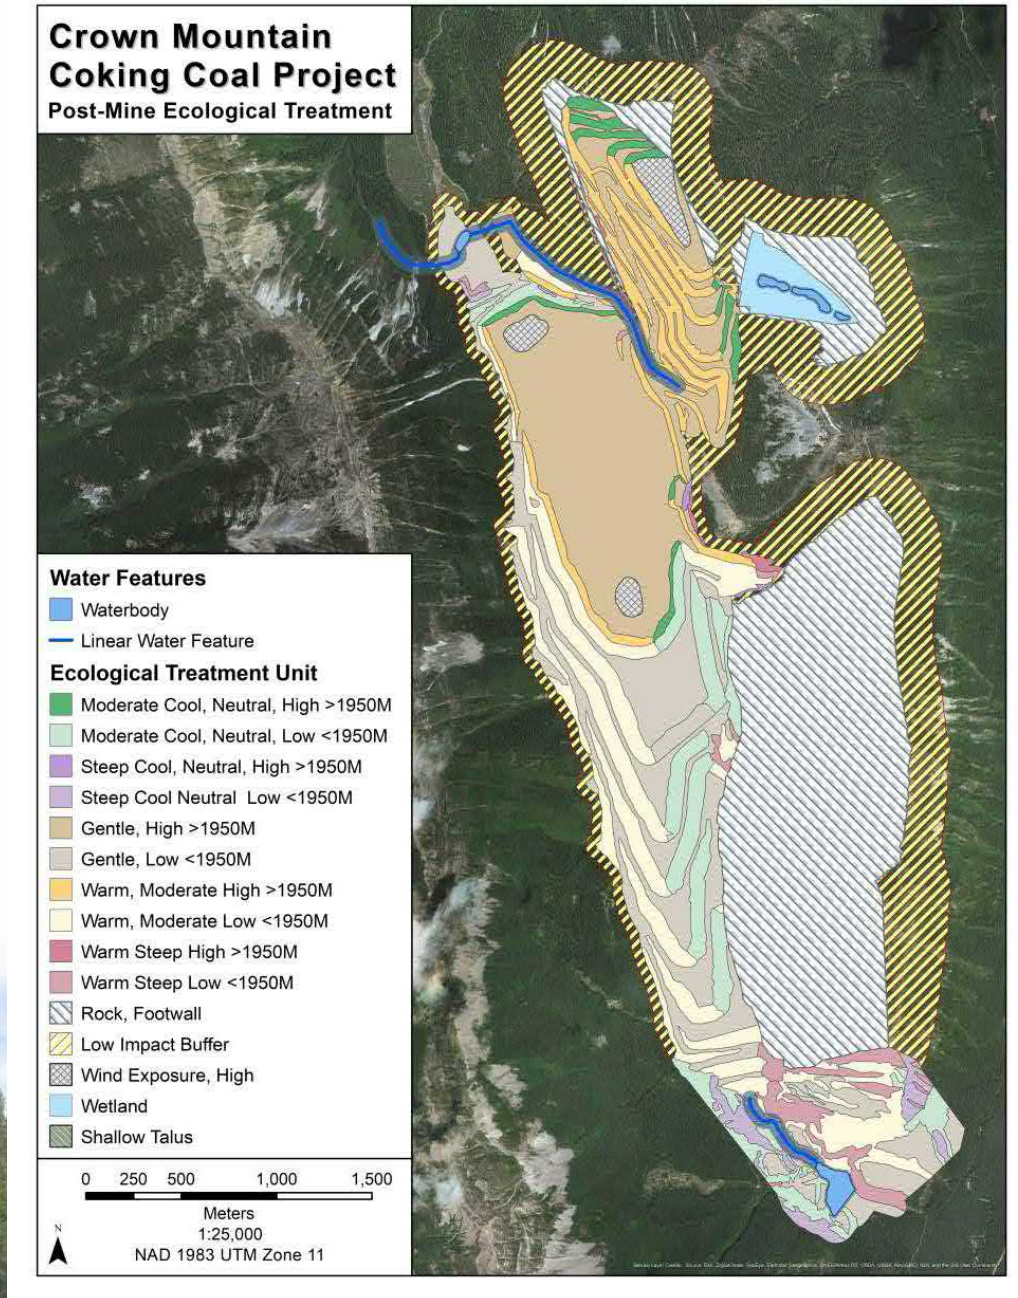 Crown Mountain
Coking Coal Project
Post-Mine Ecological Treatment
Water Features
Waterbody
Linear Water Feature
Ecological Treatment Unit
Moderate Cool, Neutral, High >1950M
Moderate Cool, Neutral, Low <1950M
Steep Cool, Neutral, High >1950M
Steep Cool Neutral Low <1950M
Gentle, High >1950M
Gentle, Low <1950M
Warm, Moderate High >1950M
Warm, Moderate Low <1950M
Warm Steep High >1950M
Warm Steep Low <1950M
Rock, Footwall
Low Impact Buffer
Wind Exposure, High
Wetland
Shallow Talus
0 250 500 1,000 1,500
Meters
1:25,000
N
NAD 1983 UTM Zone 11